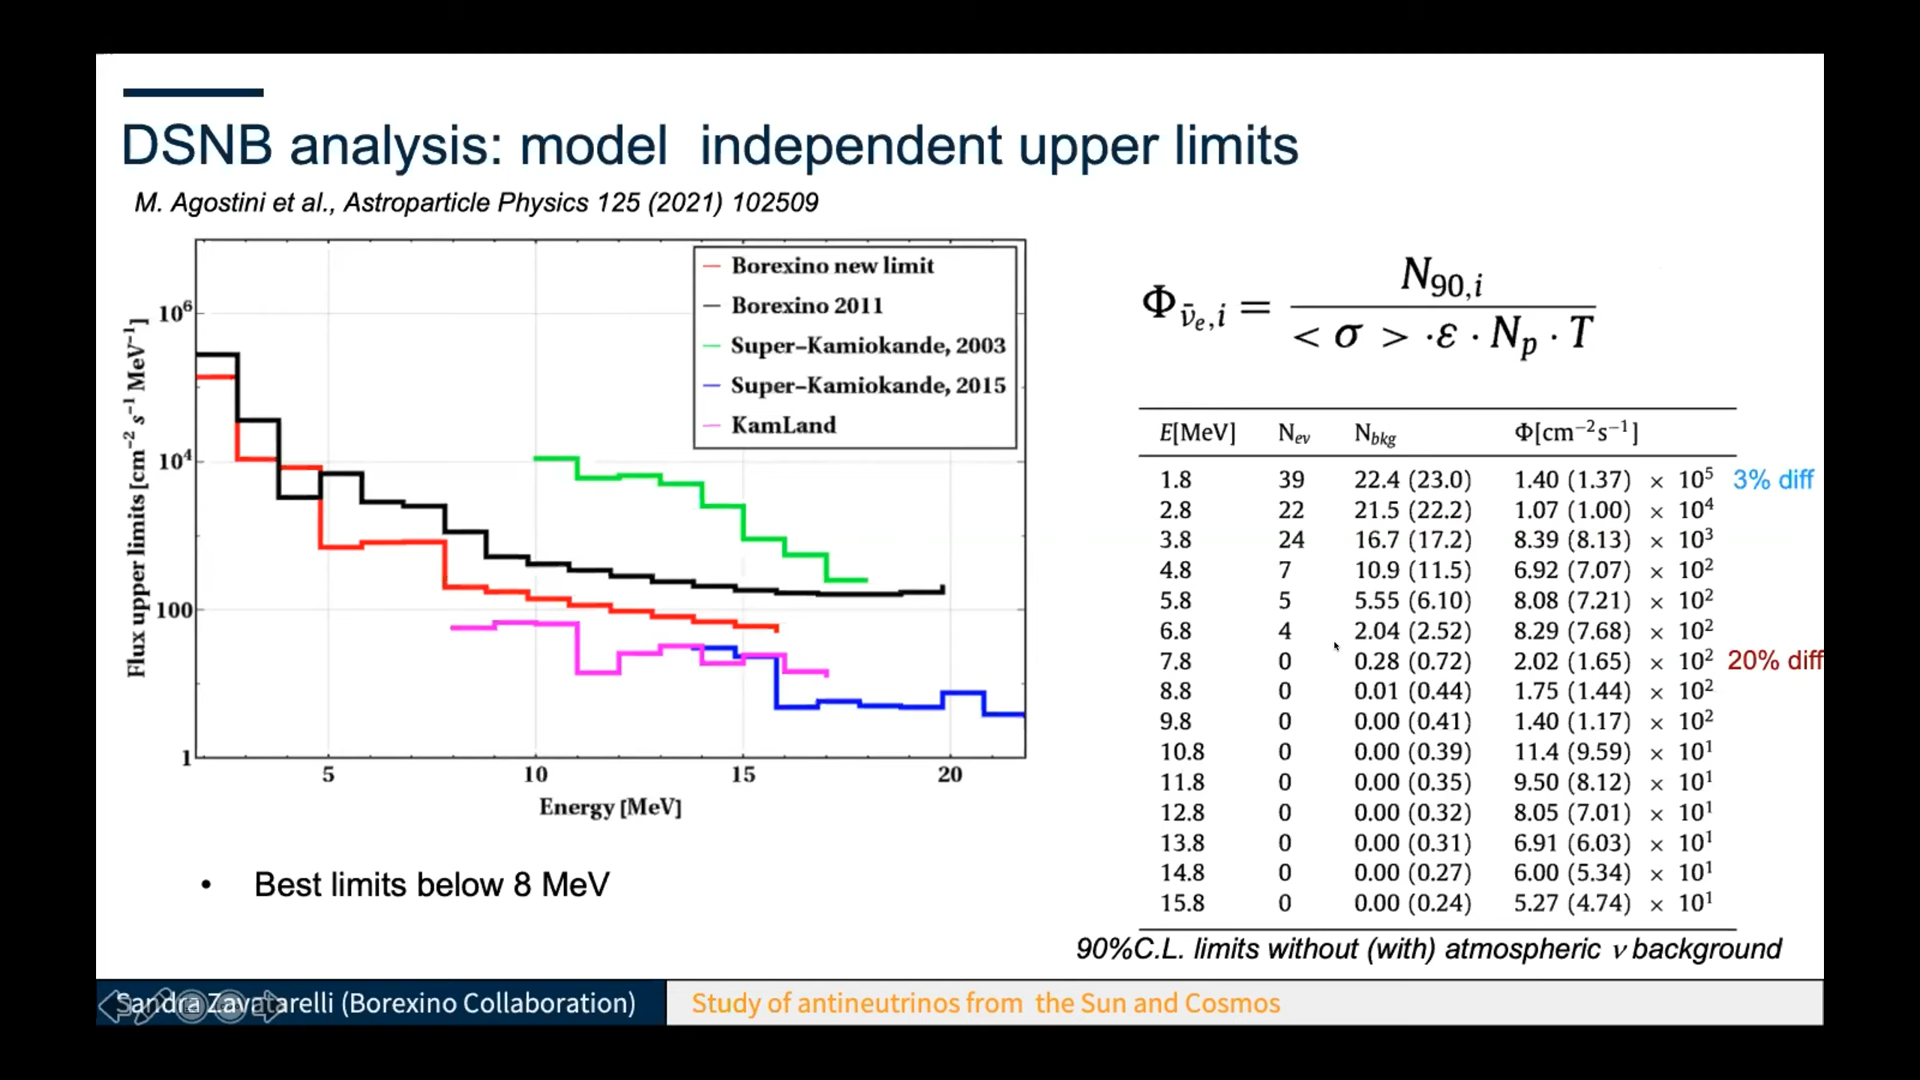 DSNB analysis: model independent upper limits
M. Agostini et al., Astroparticle Physics 125 (2021) 102509
Borexino new limit
Borexino 2011
Super-Kamiokande, 2003
Super-Kamiokande, 2015
KamLand
Flux upper limits [cm⁻² s⁻¹ MeV⁻¹]
10⁶
10⁴
100
1
5 10 15 20
Energy [MeV]
• Best limits below 8 MeV
Φν̄ₑ,i = N₉₀,i / < σ > ·ε · Nₚ · T
E[MeV] Nev Nbkg Φ[cm⁻²s⁻¹]
1.8 39 22.4 (23.0) 1.40 (1.37) × 10⁵ 3% diff
2.8 22 21.5 (22.2) 1.07 (1.00) × 10⁴
3.8 24 16.7 (17.2) 8.39 (8.13) × 10³
4.8 7 10.9 (11.5) 6.92 (7.07) × 10²
5.8 5 5.55 (6.10) 8.08 (7.21) × 10²
6.8 4 2.04 (2.52) 8.29 (7.68) × 10²
7.8 0 0.28 (0.72) 2.02 (1.65) × 10² 20% diff
8.8 0 0.01 (0.44) 1.75 (1.44) × 10²
9.8 0 0.00 (0.41) 1.40 (1.17) × 10²
10.8 0 0.00 (0.39) 11.4 (9.59) × 10¹
11.8 0 0.00 (0.35) 9.50 (8.12) × 10¹
12.8 0 0.00 (0.32) 8.05 (7.01) × 10¹
13.8 0 0.00 (0.31) 6.91 (6.03) × 10¹
14.8 0 0.00 (0.27) 6.00 (5.34) × 10¹
15.8 0 0.00 (0.24) 5.27 (4.74) × 10¹
90%C.L. limits without (with) atmospheric ν background
Sandra Zavatarelli (Borexino Collaboration)
Study of antineutrinos from the Sun and Cosmos